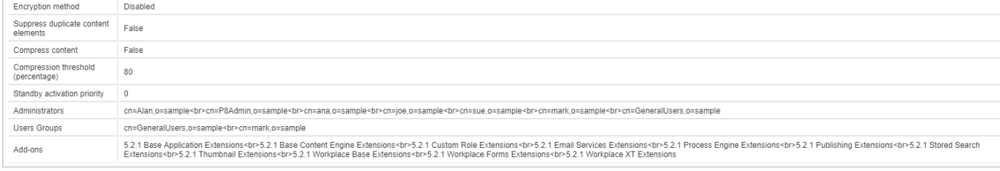 Encryption method Disabled
Suppress duplicate content
elements
False
Compress content False
Compression threshold
(percentage)
80
Standby activation priority 0
Administrators cn=Alan,o=sample<br>cn=P8Admin,o=sample<br>cn=ana,o=sample<br>cn=joe,o=sample<br>cn=sue,o=sample<br>cn=mark,o=sample<br>cn=GeneralUsers,o=sample
Users Groups cn=GeneralUsers,o=sample<br>cn=mark,o=sample
Add-ons
5.2.1 Base Application Extensions<br>5.2.1 Base Content Engine Extensions<br>5.2.1 Custom Role Extensions<br>5.2.1 Email Services Extensions<br>5.2.1 Process Engine Extensions<br>5.2.1 Publishing Extensions<br>5.2.1 Stored Search
Extensions<br>5.2.1 Thumbnail Extensions<br>5.2.1 Workplace Base Extensions<br>5.2.1 Workplace Forms Extensions<br>5.2.1 Workplace XT Extensions